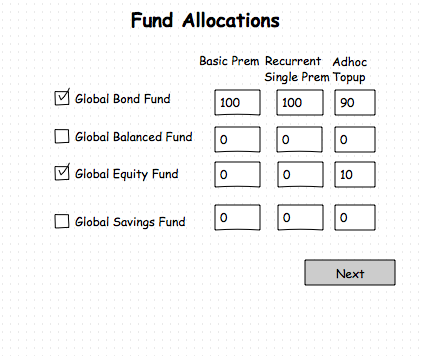 Fund Allocations
Basic Prem Recurrent Adhoc
Single Prem Topup
Global Bond Fund 100 100 90
Global Balanced Fund 0 0 0
Global Equity Fund 0 0 10
Global Savings Fund 0 0 0
Next